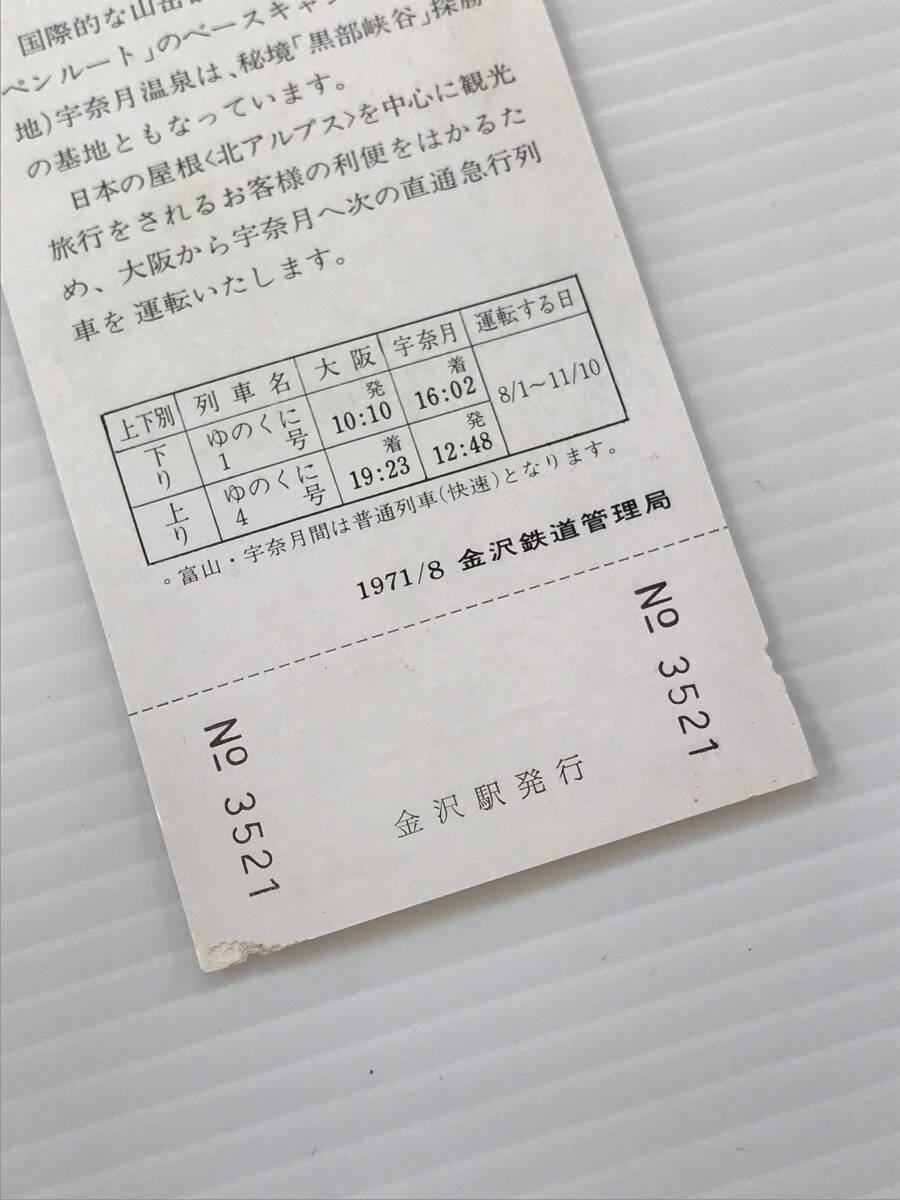 国際的な山岳
ペンルート」のベースキャン
地)宇奈月温泉は、秘境「黒部峡谷」探勝
の基地ともなっています。
日本の屋根〈北アルプス〉を中心に観光
旅行をされるお客様の利便をはかるた
め、大阪から宇奈月へ次の直通急行列
車を運転いたします。
上下別 列車名 大阪 宇奈月 運転する日
下り ゆのくに1号 発10:10 着16:02 8/1〜11/10
上り ゆのくに4号 着19:23 発12:48
。富山・宇奈月間は普通列車(快速)となります。
1971/8 金沢鉄道管理局
№ 3521
金沢駅発行
№ 3521